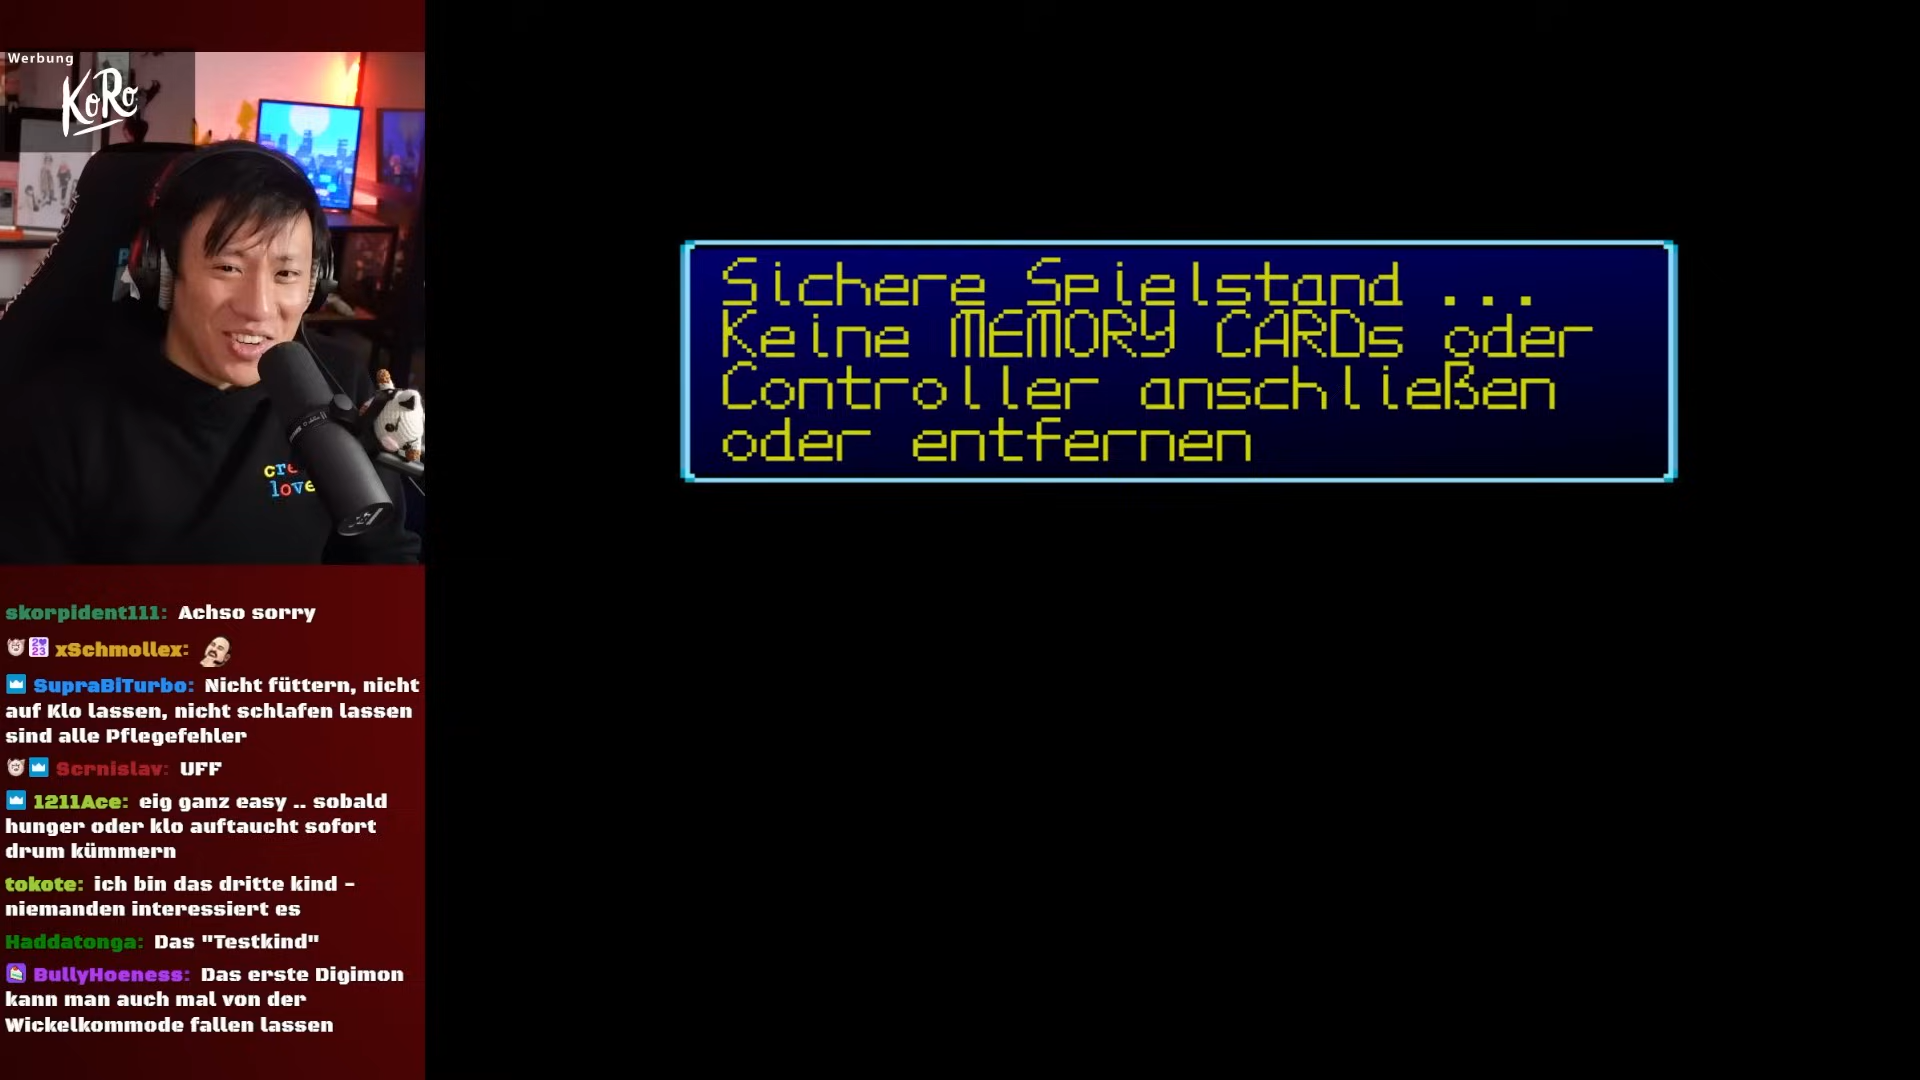 Werbung
KoRo
cre
love
Sichere Spielstand ...
Keine MEMORY CARDs oder
Controller anschließen
oder entfernen
skorpident111: Achso sorry
xSchmollex:
SupraBiTurbo: Nicht füttern, nicht
auf Klo lassen, nicht schlafen lassen
sind alle Pflegefehler
Scrnislav: UFF
1211Ace: eig ganz easy .. sobald
hunger oder klo auftaucht sofort
drum kümmern
tokote: ich bin das dritte kind -
niemanden interessiert es
Haddatonga: Das "Testkind"
BullyHoeness: Das erste Digimon
kann man auch mal von der
Wickelkommode fallen lassen